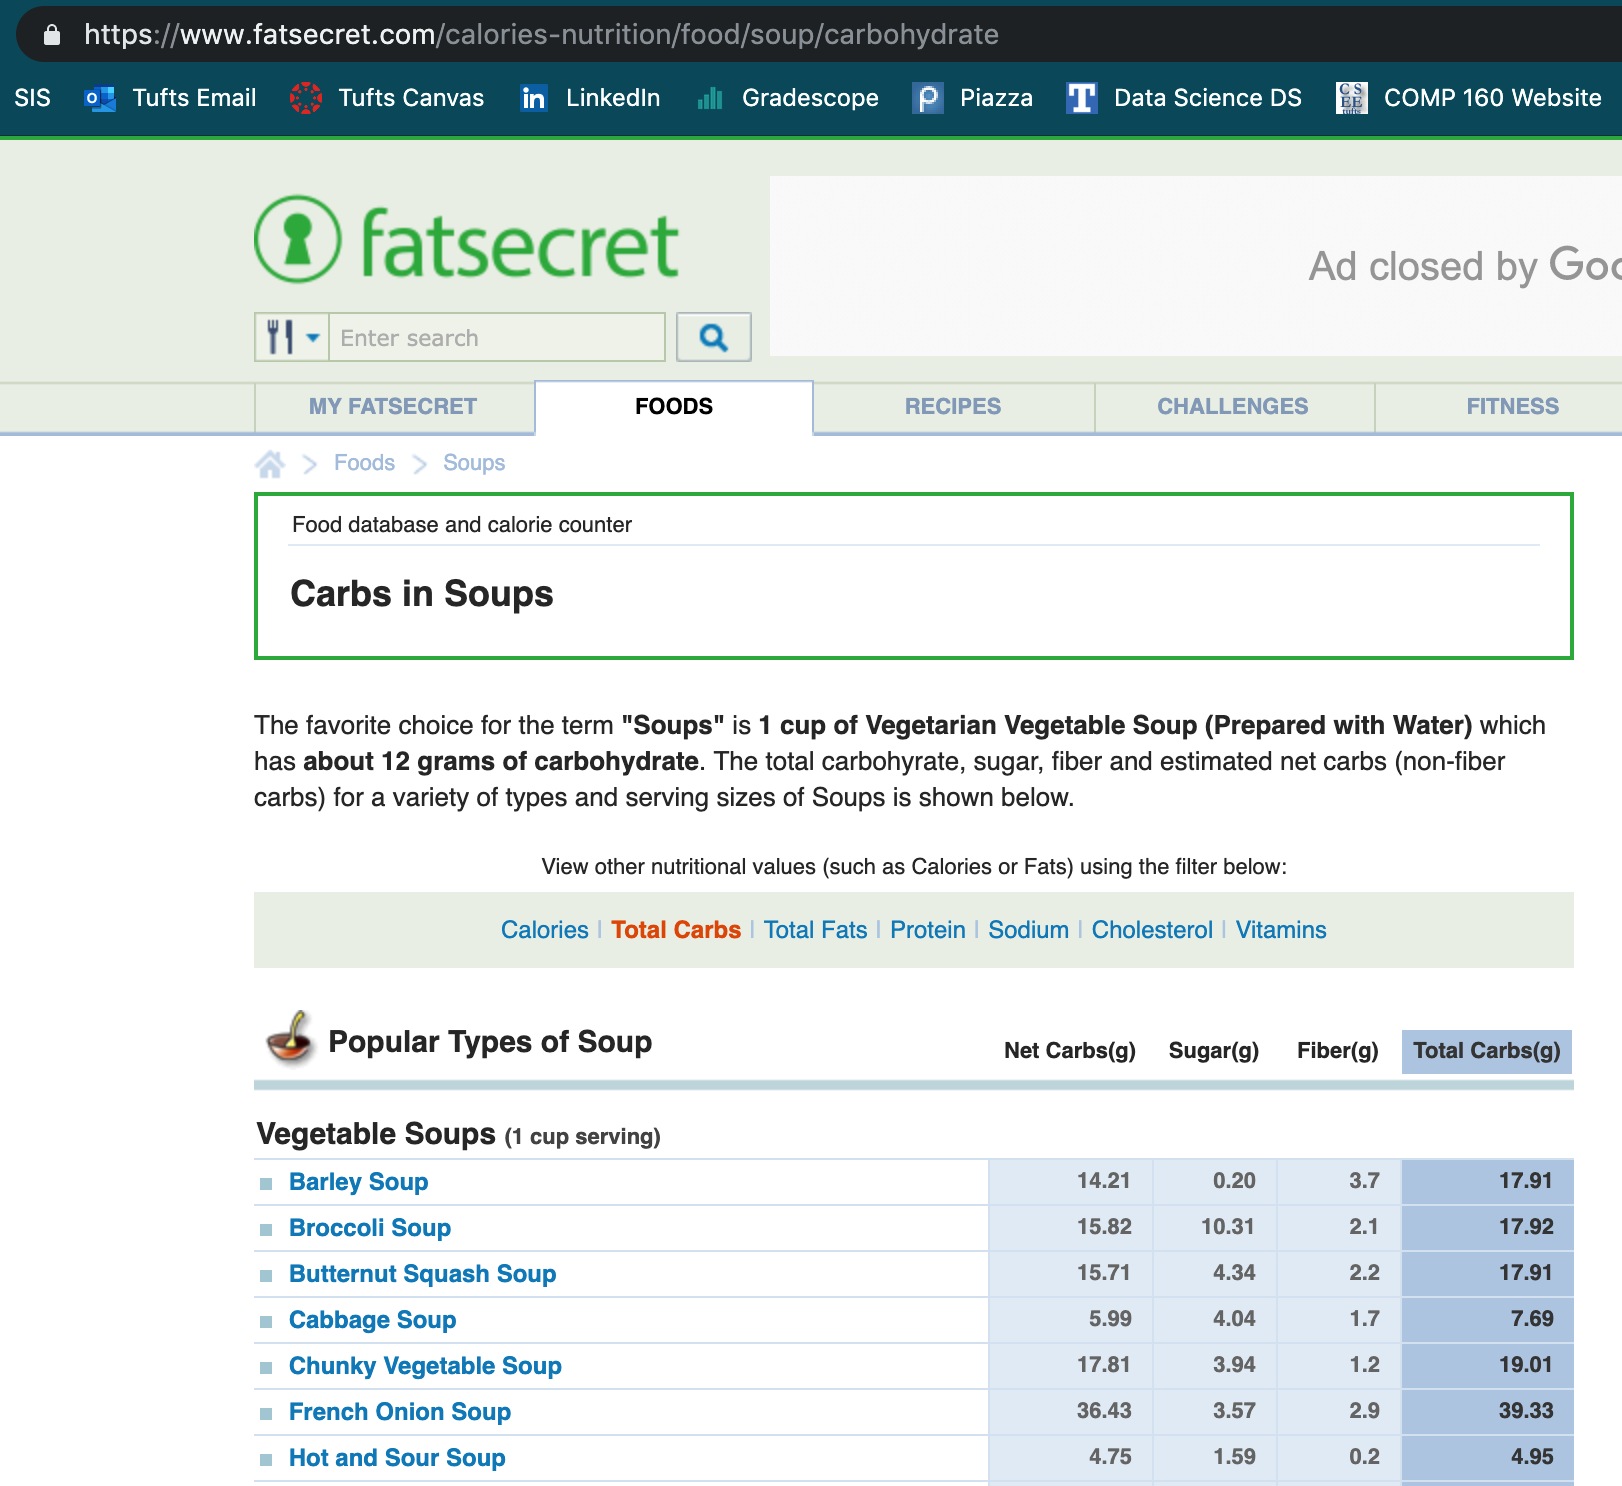 https://www.fatsecret.com/calories-nutrition/food/soup/carbohydrate
SIS Tufts Email Tufts Canvas in LinkedIn Gradescope p Piazza T Data Science DS CS EE COMP 160 Website
fatsecret
Ad closed by
Enter search
MY FATSECRET FOODS RECIPES CHALLENGES FITNESS
Foods Soups
Food database and calorie counter
Carbs in Soups
The favorite choice for the term "Soups" is 1 cup of Vegetarian Vegetable Soup (Prepared with Water) which
has about 12 grams of carbohydrate. The total carbohyrate, sugar, fiber and estimated net carbs (non-fiber
carbs) for a variety of types and serving sizes of Soups is shown below.
View other nutritional values (such as Calories or Fats) using the filter below:
Calories | Total Carbs | Total Fats | Protein | Sodium | Cholesterol | Vitamins
Popular Types of Soup Net Carbs(g) Sugar(g) Fiber(g) Total Carbs(g)
Vegetable Soups (1 cup serving)
Barley Soup 14.21 0.20 3.7 17.91
Broccoli Soup 15.82 10.31 2.1 17.92
Butternut Squash Soup 15.71 4.34 2.2 17.91
Cabbage Soup 5.99 4.04 1.7 7.69
Chunky Vegetable Soup 17.81 3.94 1.2 19.01
French Onion Soup 36.43 3.57 2.9 39.33
Hot and Sour Soup 4.75 1.59 0.2 4.95